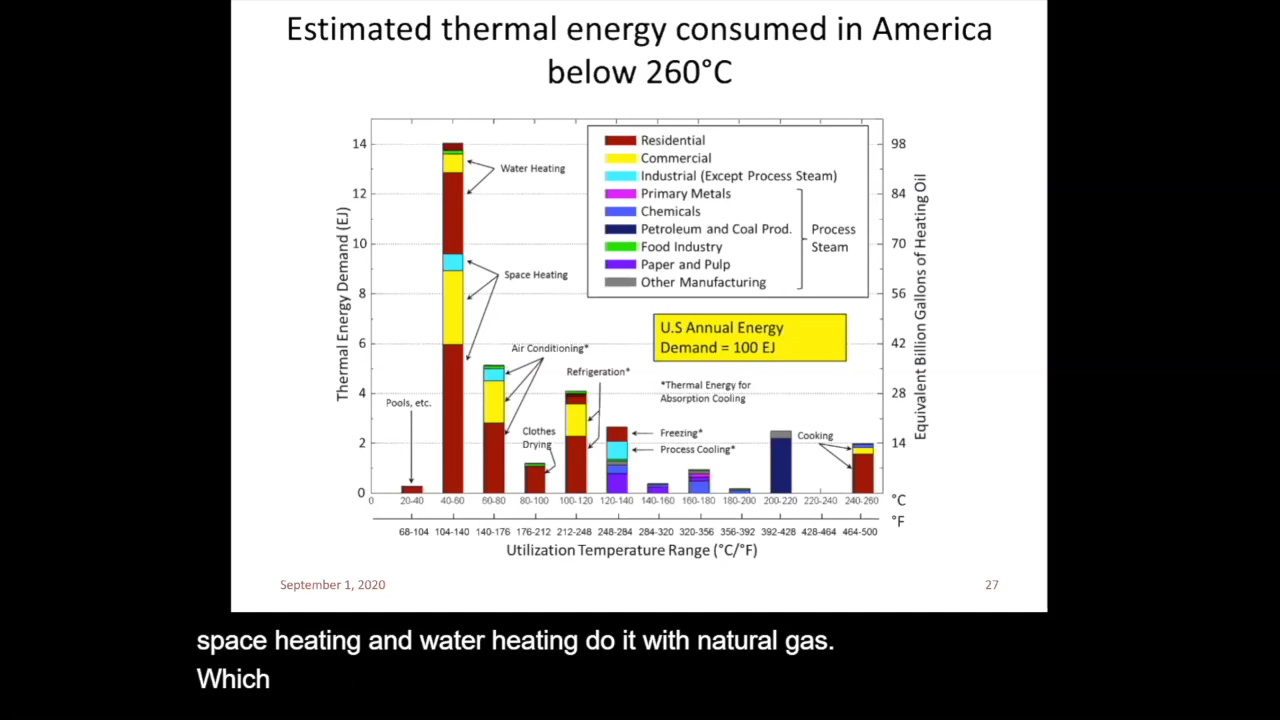 Estimated thermal energy consumed in America
below 260°C
Thermal Energy Demand (EJ)
14
12
10
8
6
4
2
0
98
84
70
56
42
28
14
Equivalent Billion Gallons of Heating Oil
Residential
Commercial
Industrial (Except Process Steam)
Primary Metals
Chemicals
Petroleum and Coal Prod.
Food Industry
Paper and Pulp
Other Manufacturing
Process
Steam
Water Heating
Space Heating
U.S Annual Energy
Demand = 100 EJ
Air Conditioning*
Refrigeration*
*Thermal Energy for
Absorption Cooling
Pools, etc.
Clothes
Drying
Freezing*
Process Cooling*
Cooking
0 20-40 40-60 60-80 80-100 100-120 120-140 140-160 160-180 180-200 200-220 220-240 240-260 °C
68-104 104-140 140-176 176-212 212-248 248-284 284-320 320-356 356-392 392-428 428-464 464-500 °F
Utilization Temperature Range (°C/°F)
September 1, 2020
27
space heating and water heating do it with natural gas.
Which